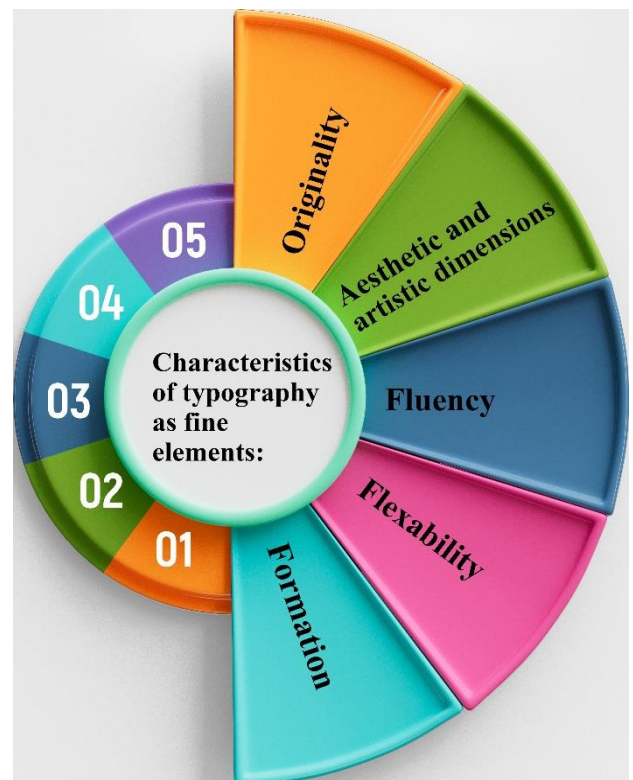 Originality
Aesthetic and
artistic dimensions
Fluency
Flexability
Formation
05
04
03
02
01
Characteristics
of typography
as fine
elements: